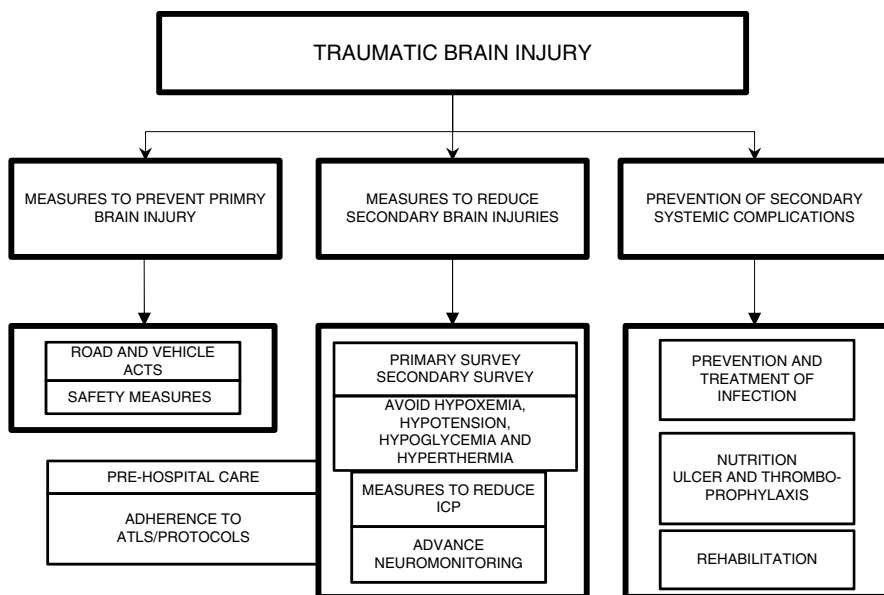 TRAUMATIC BRAIN INJURY
MEASURES TO PREVENT PRIMRY
BRAIN INJURY
MEASURES TO REDUCE
SECONDARY BRAIN INJURIES
PREVENTION OF SECONDARY
SYSTEMIC COMPLICATIONS
ROAD AND VEHICLE
ACTS
SAFETY MEASURES
PRE-HOSPITAL CARE
ADHERENCE TO
ATLS/PROTOCOLS
PRIMARY SURVEY
SECONDARY SURVEY
AVOID HYPOXEMIA,
HYPOTENSION,
HYPOGLYCEMIA AND
HYPERTHERMIA
MEASURES TO REDUCE
ICP
ADVANCE
NEUROMONITORING
PREVENTION AND
TREATMENT OF
INFECTION
NUTRITION
ULCER AND THROMBO-
PROPHYLAXIS
REHABILITATION